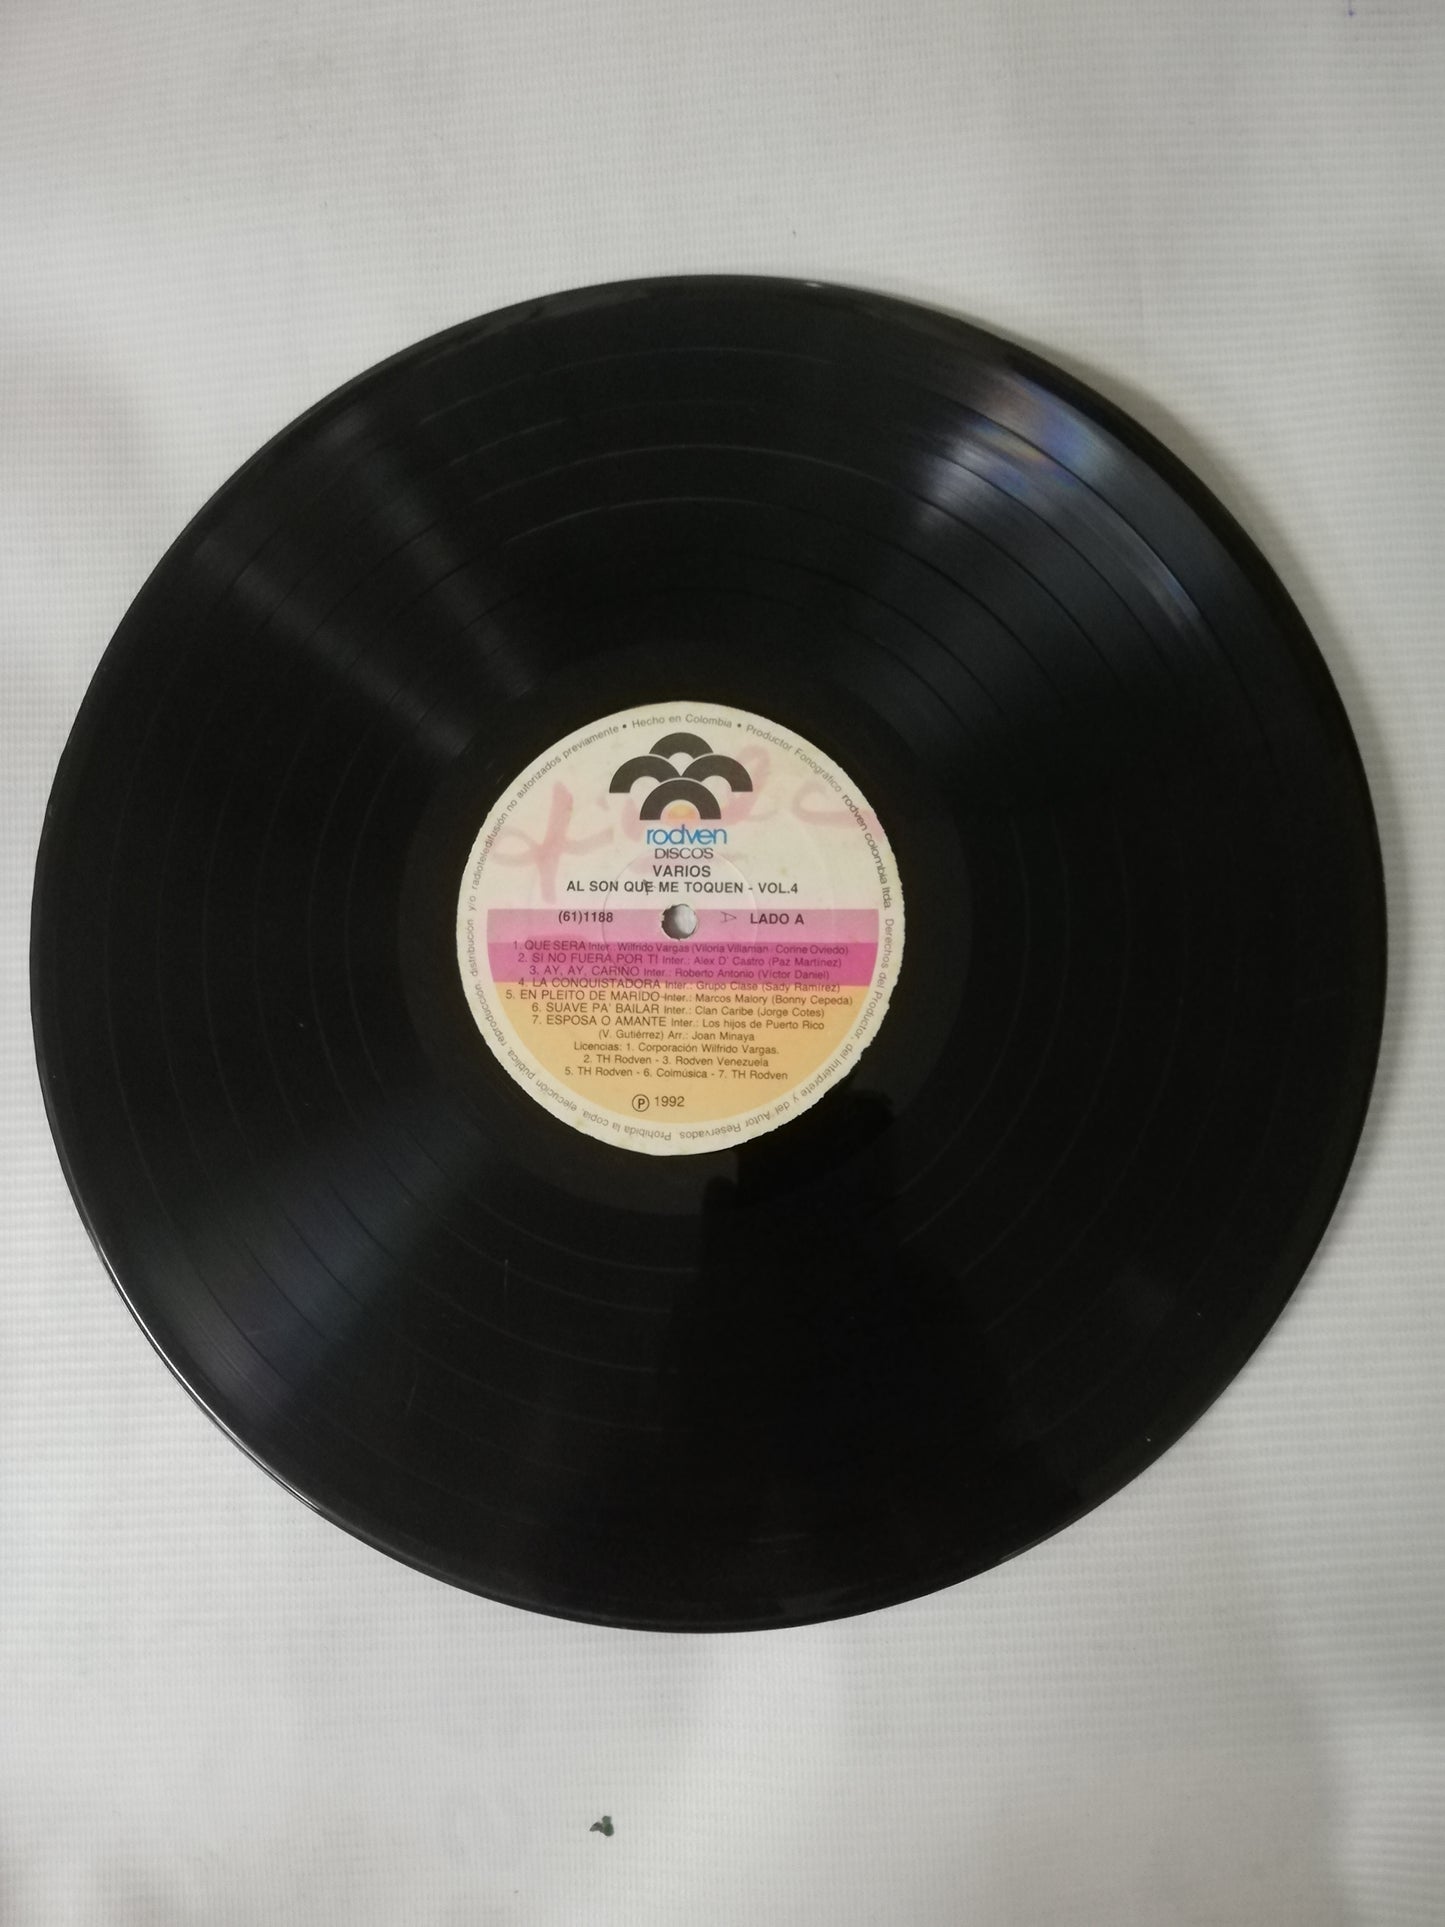 y/o radioteledifusión no autorizados previamente • Hecho en Colombia • Productor Fonográfico rodven colombia ltda. Derechos del Productor, del Intérprete y del Autor Reservados. Prohibida la copia, ejecución pública, reproducción, distribución
rodven
DISCOS
VARIOS
AL SON QUE ME TOQUEN - VOL.4
(61)1188 A LADO A
1. QUE SERA Inter.: Wilfrido Vargas (Viloria Villaman - Corine Oviedo)
2. SI NO FUERA POR TI Inter.: Alex D' Castro (Paz Martínez)
3. AY, AY, CARIÑO Inter.: Roberto Antonio (Víctor Daniel)
4. LA CONQUISTADORA Inter.: Grupo Clase (Sady Ramírez)
5. EN PLEITO DE MARIDO Inter.: Marcos Malory (Bonny Cepeda)
6. SUAVE PA' BAILAR Inter.: Clan Caribe (Jorge Cotes)
7. ESPOSA O AMANTE Inter.: Los hijos de Puerto Rico
(V. Gutiérrez) Arr.: Joan Minaya
Licencias: 1. Corporación Wilfrido Vargas.
2. TH Rodven - 3. Rodven Venezuela
5. TH Rodven - 6. Colmúsica - 7. TH Rodven
Ⓟ 1992